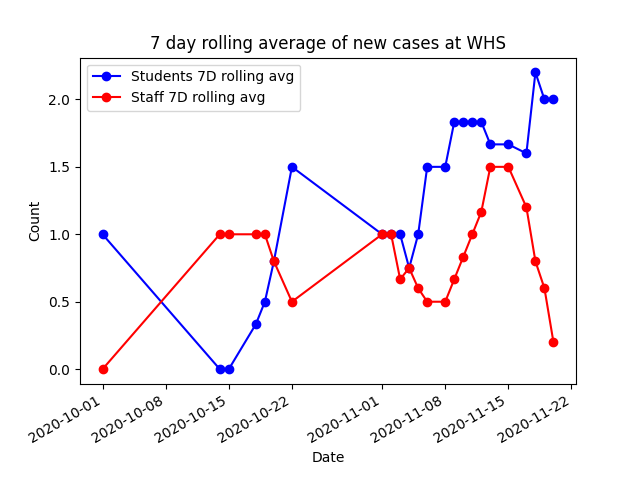 7 day rolling average of new cases at WHS
Students 7D rolling avg
Staff 7D rolling avg
Count
2.0
1.5
1.0
0.5
0.0
2020-10-01
2020-10-08
2020-10-15
2020-10-22
2020-11-01
2020-11-08
2020-11-15
2020-11-22
Date